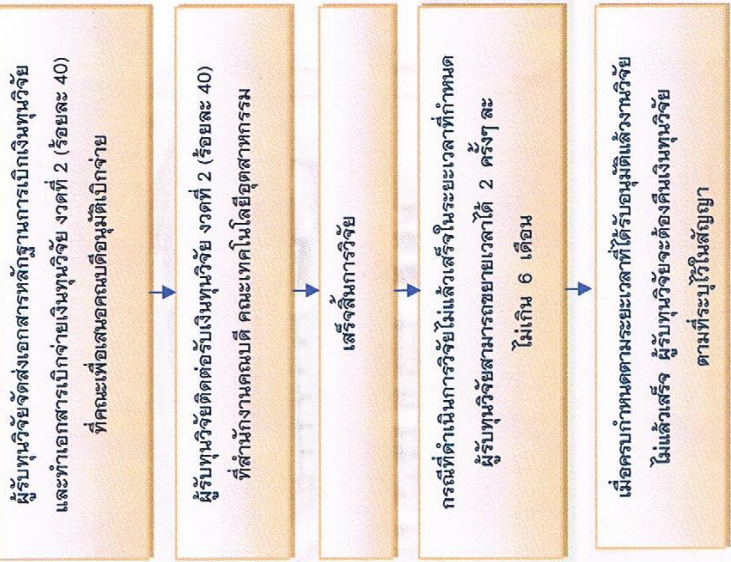 ผู้รับทุนวิจัยจัดส่งเอกสารหลักฐานการเบิกเงินทุนวิจัย
และทำเอกสารเบิกจ่ายเงินทุนวิจัย งวดที่ 2 (ร้อยละ 40)
ที่คณะเพื่อเสนอคณบดีอนุมัติเบิกจ่าย
ผู้รับทุนวิจัยติดต่อรับเงินทุนวิจัย งวดที่ 2 (ร้อยละ 40)
ที่สำนักงานคณบดี คณะเทคโนโลยีอุตสาหกรรม
เสร็จสิ้นการวิจัย
กรณีที่ดำเนินการวิจัยไม่แล้วเสร็จในระยะเวลาที่กำหนด
ผู้รับทุนวิจัยสามารถขยายเวลาได้ 2 ครั้งๆ ละ
ไม่เกิน 6 เดือน
เมื่อครบกำหนดตามระยะเวลาที่ได้รับอนุมัติแล้วงานวิจัย
ไม่แล้วเสร็จ ผู้รับทุนวิจัยจะต้องคืนเงินทุนวิจัย
ตามที่ระบุไว้ในสัญญา